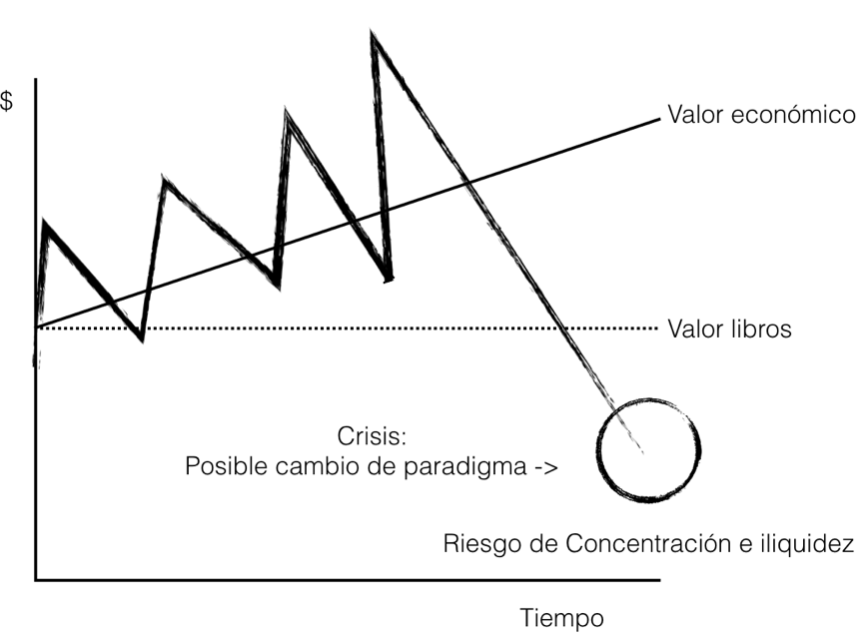 $
Valor económico
Valor libros
Crisis:
Posible cambio de paradigma ->
Riesgo de Concentración e iliquidez
Tiempo